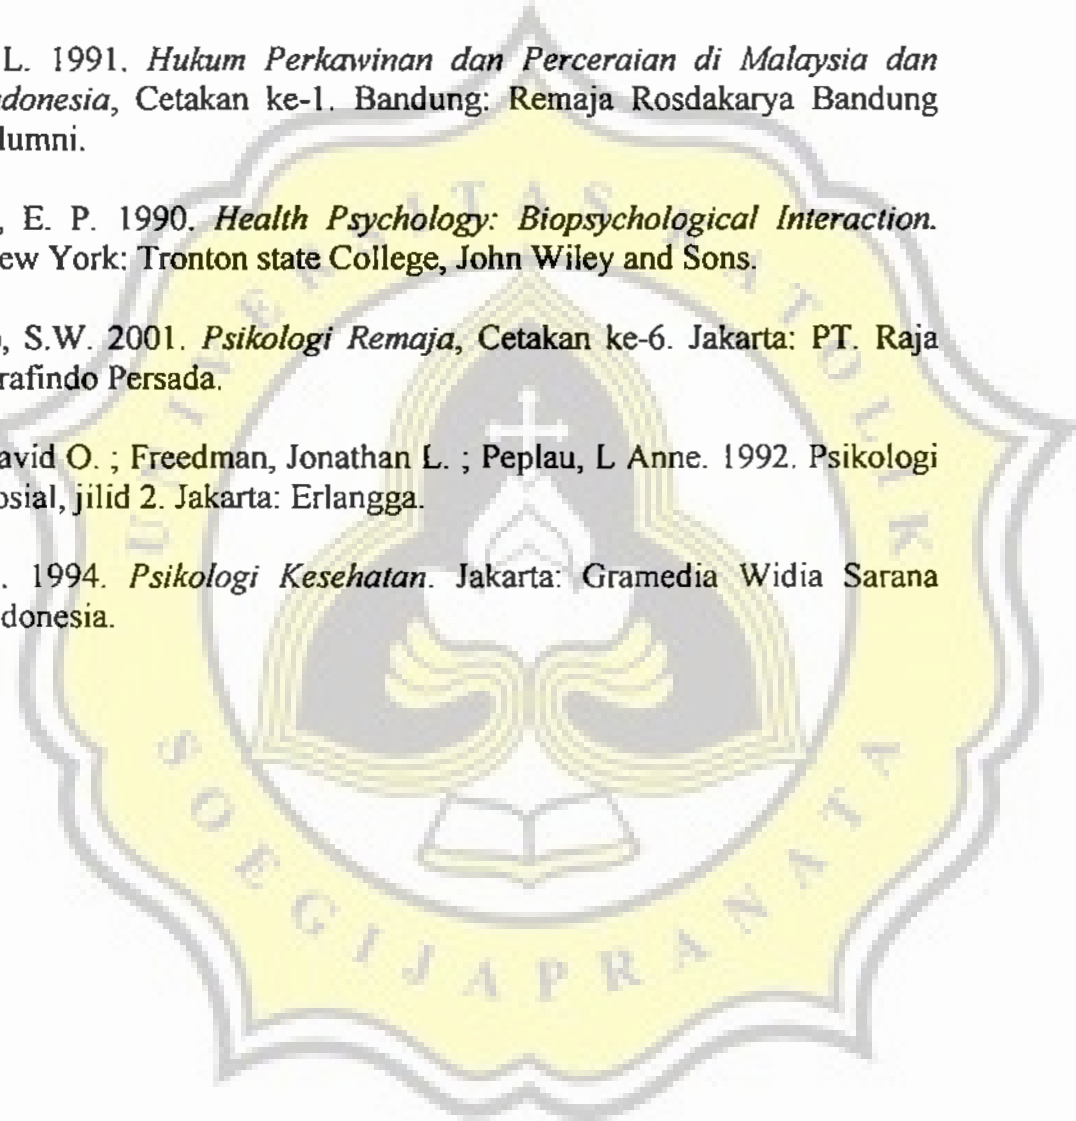 L. 1991. Hukum Perkawinan dan Perceraian di Malaysia dan
donesia, Cetakan ke-1. Bandung: Remaja Rosdakarya Bandung
lumni.
, E. P. 1990. Health Psychology: Biopsychological Interaction.
ew York: Tronton state College, John Wiley and Sons.
, S.W. 2001. Psikologi Remaja, Cetakan ke-6. Jakarta: PT. Raja
rafindo Persada.
avid O. ; Freedman, Jonathan L. ; Peplau, L Anne. 1992. Psikologi
osial, jilid 2. Jakarta: Erlangga.
. 1994. Psikologi Kesehatan. Jakarta: Gramedia Widia Sarana
donesia.
UNIVERSITAS KATOLIK
SOEGIJAPRANATA